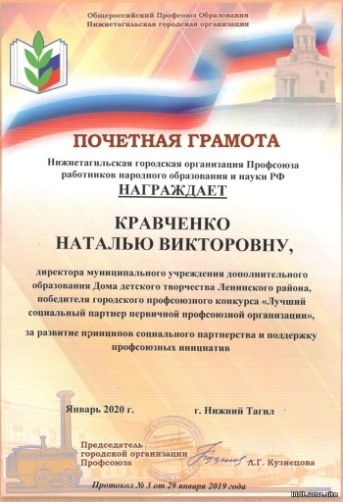 Общероссийский Профсоюз Образования
Нижнетагильская городская организация
ПОЧЕТНАЯ ГРАМОТА
Нижнетагильская городская организация Профсоюза
работников народного образования и науки РФ
НАГРАЖДАЕТ
КРАВЧЕНКО
НАТАЛЬЮ ВИКТОРОВНУ,
директора муниципального учреждения дополнительного
образования Дома детского творчества Ленинского района,
победителя городского профсоюзного конкурса «Лучший
социальный партнер первичной профсоюзной организации»,
за развитие принципов социального партнерства и поддержку
профсоюзных инициатив
Январь 2020 г. г. Нижний Тагил
Председатель
городской организации
Профсоюза Л.Г. Кузнецова
Протокол № 3 от 29 января 2019 года